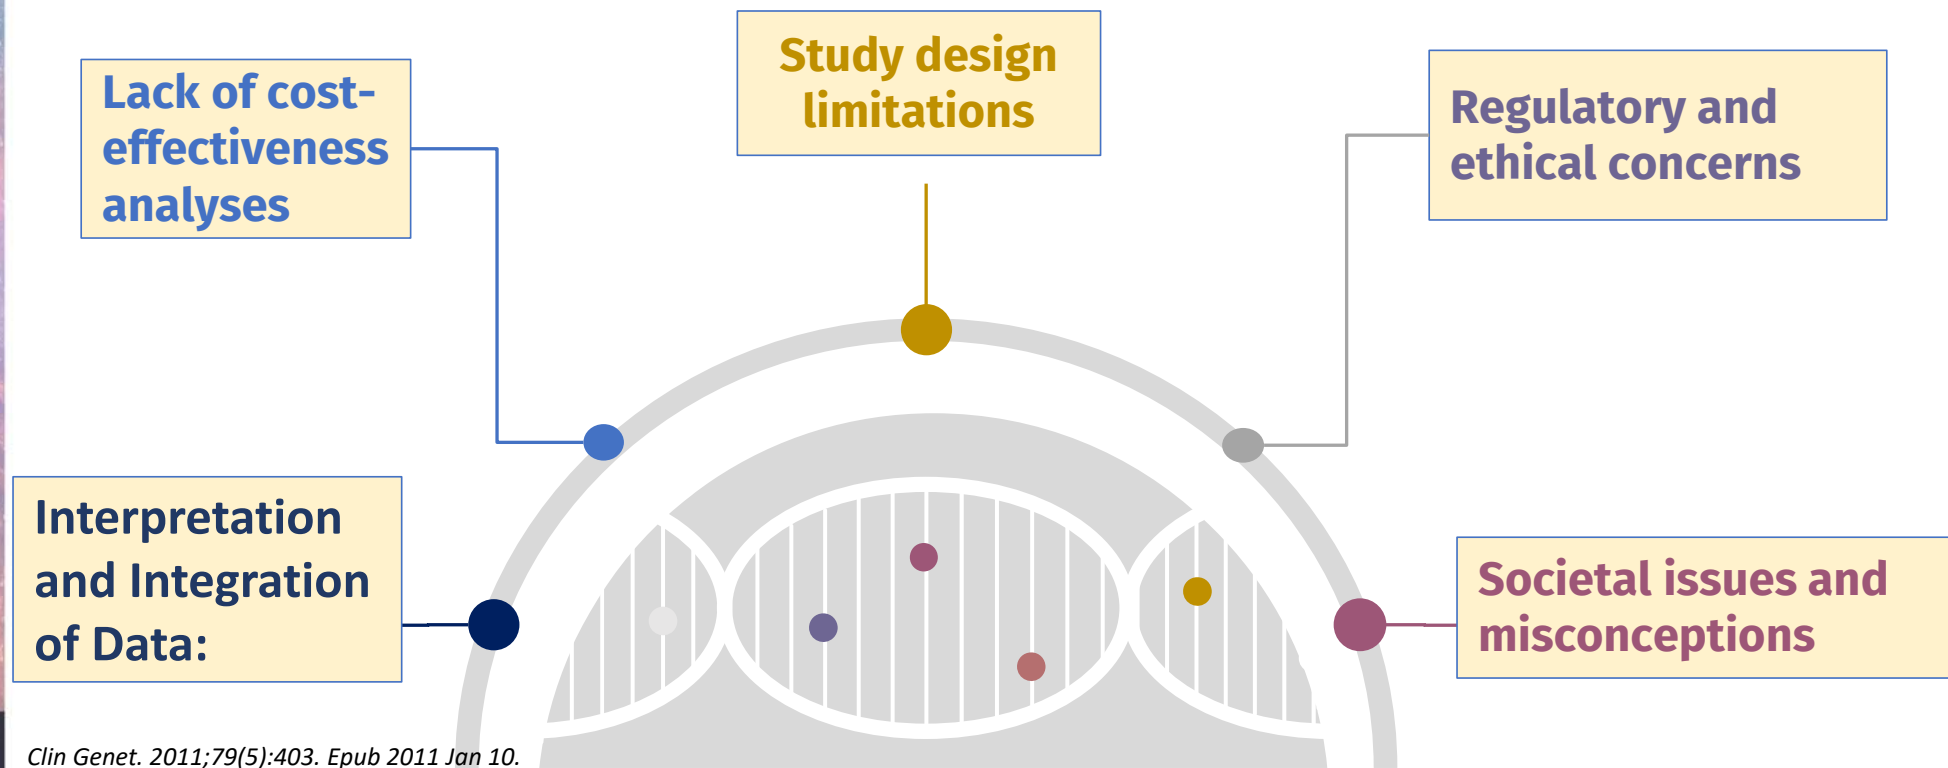 Study design
limitations
Lack of cost-
effectiveness
analyses
Regulatory and
ethical concerns
Interpretation
and Integration
of Data:
Societal issues and
misconceptions
Clin Genet. 2011;79(5):403. Epub 2011 Jan 10.